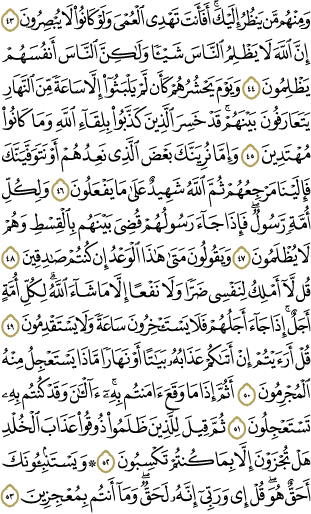 وَمِنْهُم مَّن يَنظُرُ إِلَيْكَ ۚ أَفَأَنتَ تَهْدِى ٱلْعُمْىَ وَلَوْ كَانُوا۟ لَا يُبْصِرُونَ ٤٣
إِنَّ ٱللَّهَ لَا يَظْلِمُ ٱلنَّاسَ شَيْـًٔا وَلَـٰكِنَّ ٱلنَّاسَ أَنفُسَهُمْ
يَظْلِمُونَ ٤٤ وَيَوْمَ يَحْشُرُهُمْ كَأَن لَّمْ يَلْبَثُوٓا۟ إِلَّا سَاعَةً مِّنَ ٱلنَّهَارِ
يَتَعَارَفُونَ بَيْنَهُمْ ۚ قَدْ خَسِرَ ٱلَّذِينَ كَذَّبُوا۟ بِلِقَآءِ ٱللَّهِ وَمَا كَانُوا۟
مُهْتَدِينَ ٤٥ وَإِمَّا نُرِيَنَّكَ بَعْضَ ٱلَّذِى نَعِدُهُمْ أَوْ نَتَوَفَّيَنَّكَ
فَإِلَيْنَا مَرْجِعُهُمْ ثُمَّ ٱللَّهُ شَهِيدٌ عَلَىٰ مَا يَفْعَلُونَ ٤٦ وَلِكُلِّ
أُمَّةٍ رَّسُولٌ ۖ فَإِذَا جَآءَ رَسُولُهُمْ قُضِىَ بَيْنَهُم بِٱلْقِسْطِ وَهُمْ
لَا يُظْلَمُونَ ٤٧ وَيَقُولُونَ مَتَىٰ هَـٰذَا ٱلْوَعْدُ إِن كُنتُمْ صَـٰدِقِينَ ٤٨
قُل لَّآ أَمْلِكُ لِنَفْسِى ضَرًّا وَلَا نَفْعًا إِلَّا مَا شَآءَ ٱللَّهُ ۗ لِكُلِّ أُمَّةٍ
أَجَلٌ ۚ إِذَا جَآءَ أَجَلُهُمْ فَلَا يَسْتَـْٔخِرُونَ سَاعَةً وَلَا يَسْتَقْدِمُونَ ٤٩
قُلْ أَرَءَيْتُمْ إِنْ أَتَىٰكُمْ عَذَابُهُۥ بَيَـٰتًا أَوْ نَهَارًا مَّاذَا يَسْتَعْجِلُ مِنْهُ
ٱلْمُجْرِمُونَ ٥٠ أَثُمَّ إِذَا مَا وَقَعَ ءَامَنتُم بِهِۦٓ ۚ ءَآلْـَٔـٰنَ وَقَدْ كُنتُم بِهِۦ
تَسْتَعْجِلُونَ ٥١ ثُمَّ قِيلَ لِلَّذِينَ ظَلَمُوا۟ ذُوقُوا۟ عَذَابَ ٱلْخُلْدِ
هَلْ تُجْزَوْنَ إِلَّا بِمَا كُنتُمْ تَكْسِبُونَ ٥٢ ۞ وَيَسْتَنۢبِـُٔونَكَ
أَحَقٌّ هُوَ ۖ قُلْ إِى وَرَبِّىٓ إِنَّهُۥ لَحَقٌّ ۖ وَمَآ أَنتُم بِمُعْجِزِينَ ٥٣